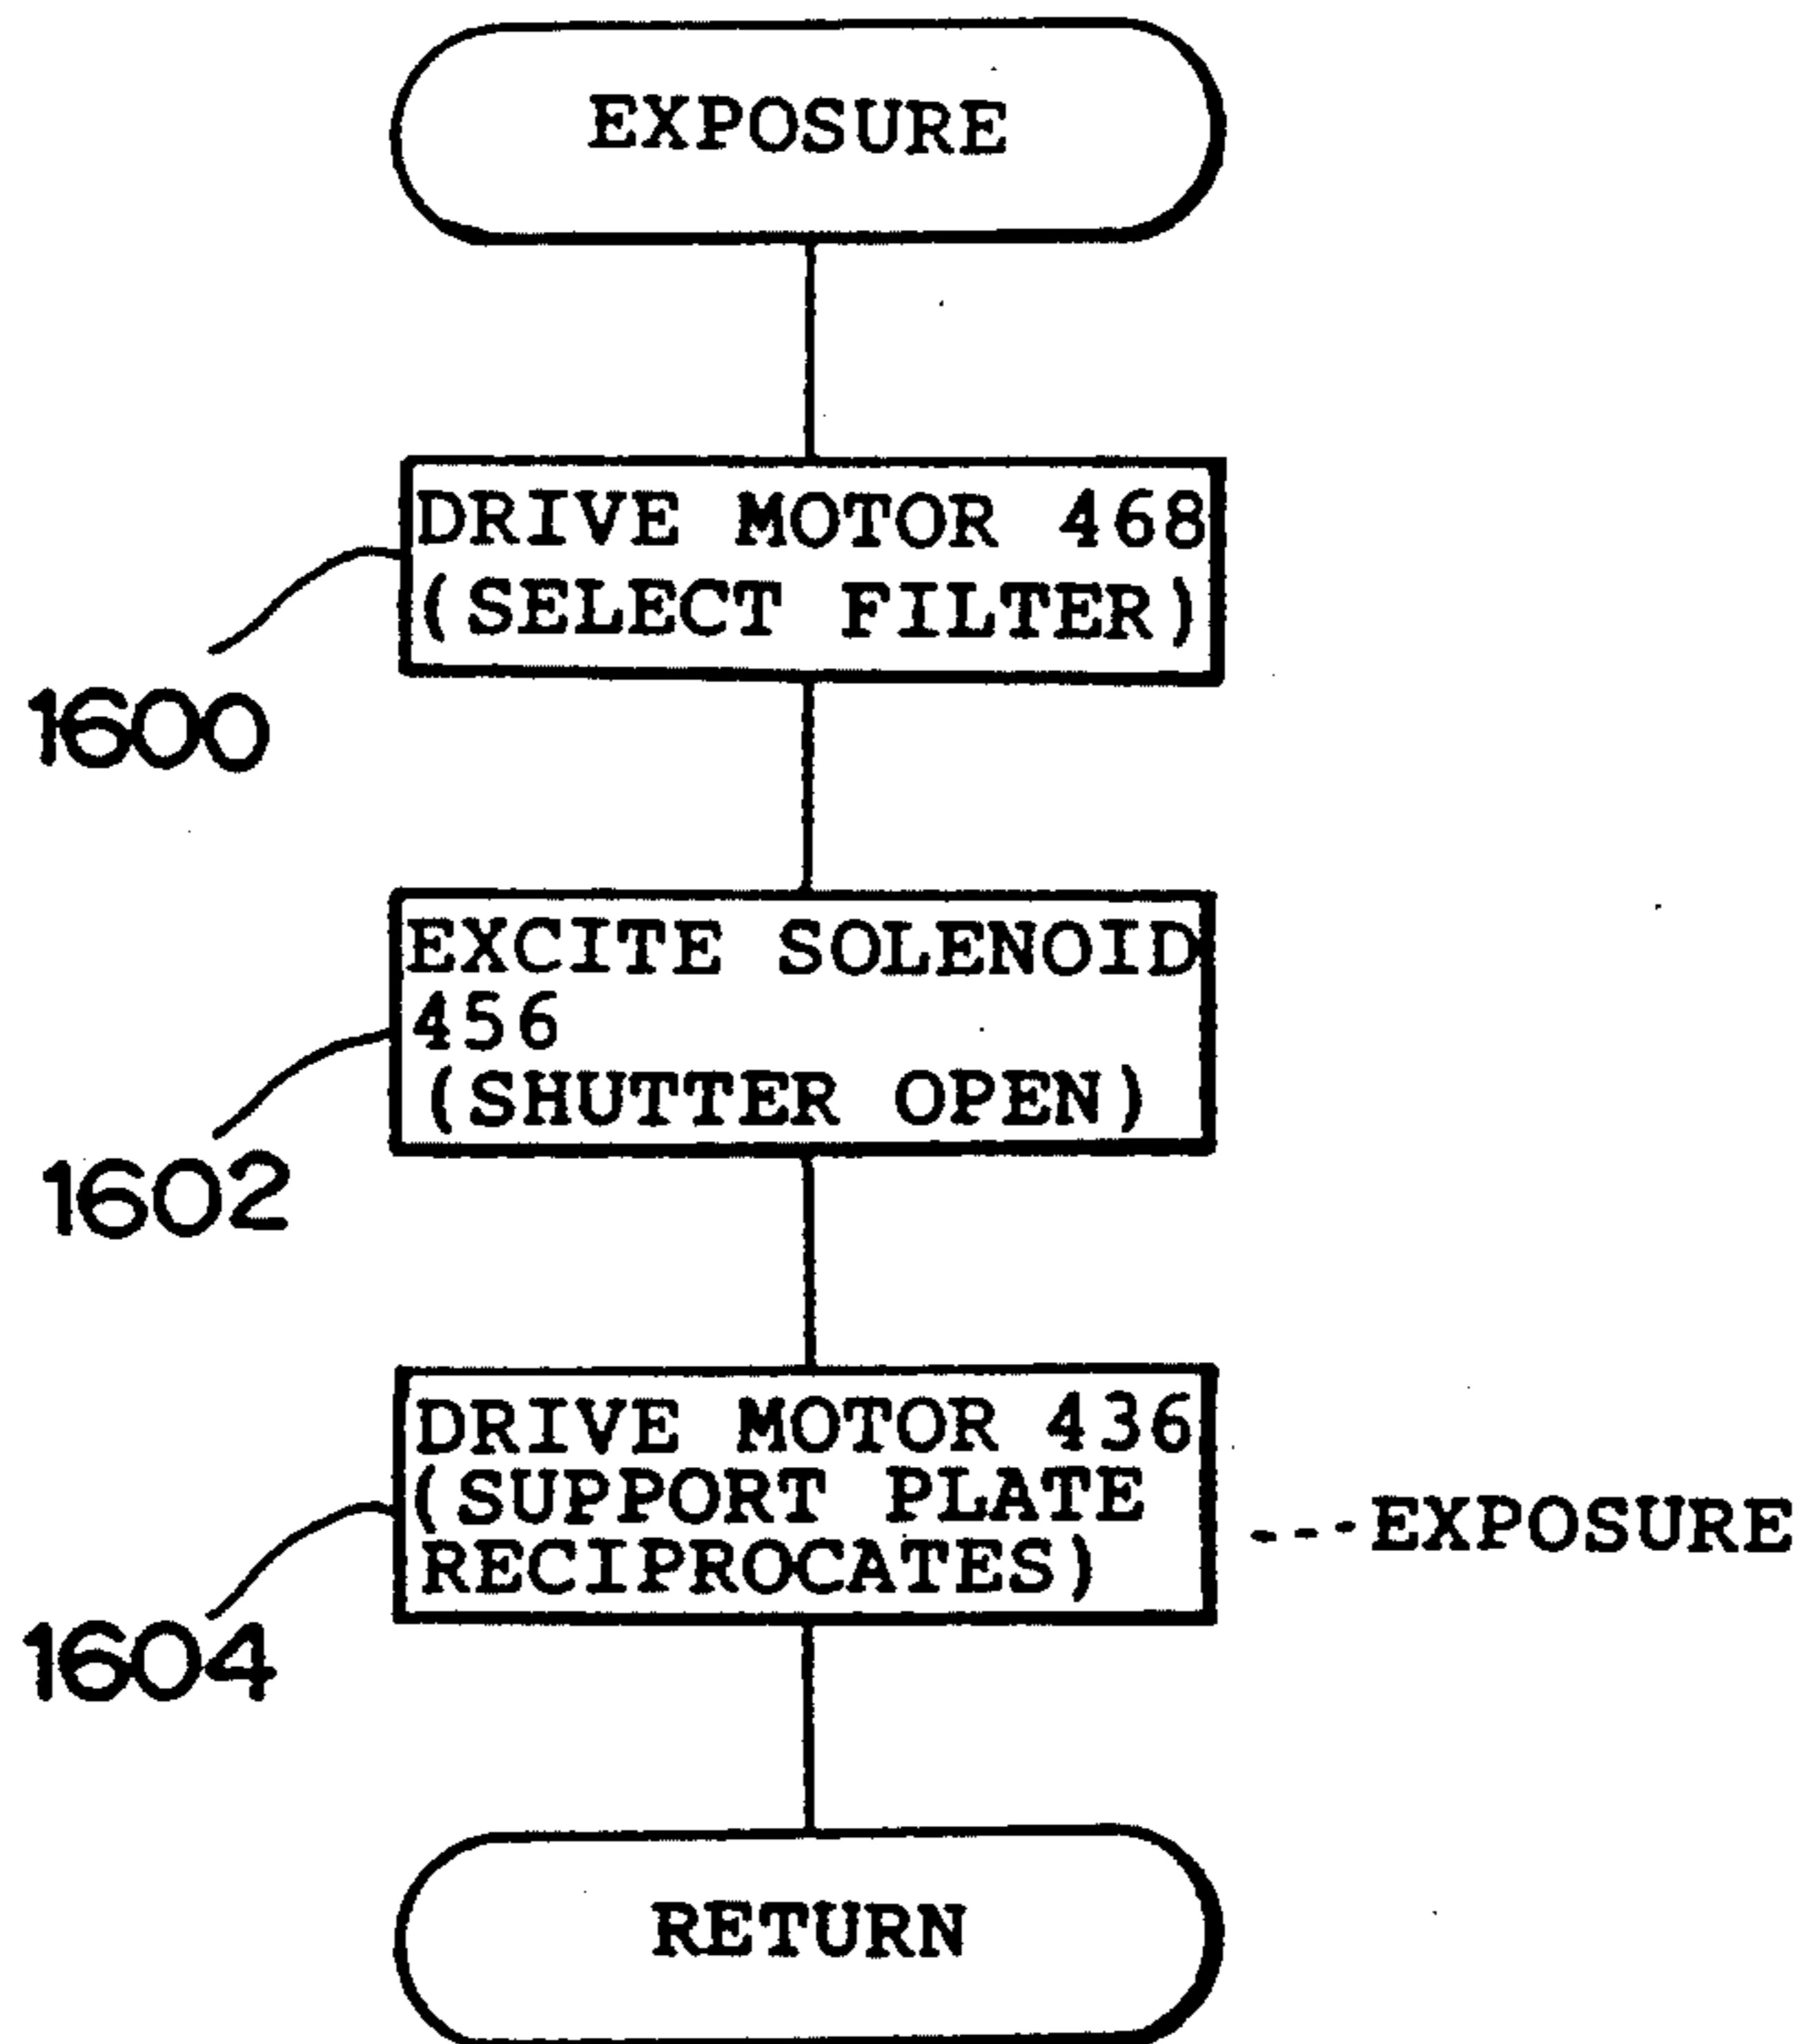 EXPOSURE
DRIVE MOTOR 468
(SELECT FILTER)
1600
EXCITE SOLENOID
456
(SHUTTER OPEN)
1602
DRIVE MOTOR 436
(SUPPORT PLATE
RECIPROCATES)
---EXPOSURE
1604
RETURN